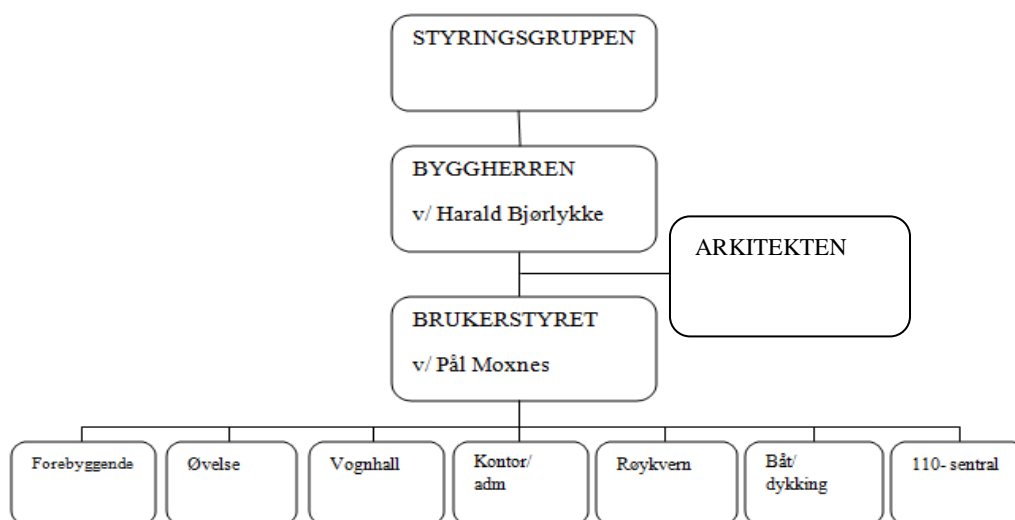 STYRINGSGRUPPEN
BYGGHERREN
v/ Harald Bjørlykke
ARKITEKTEN
BRUKERSTYRET
v/ Pål Moxnes
Forebyggende
Øvelse
Vognhall
Kontor/
adm
Røykvern
Båt/
dykking
110- sentral